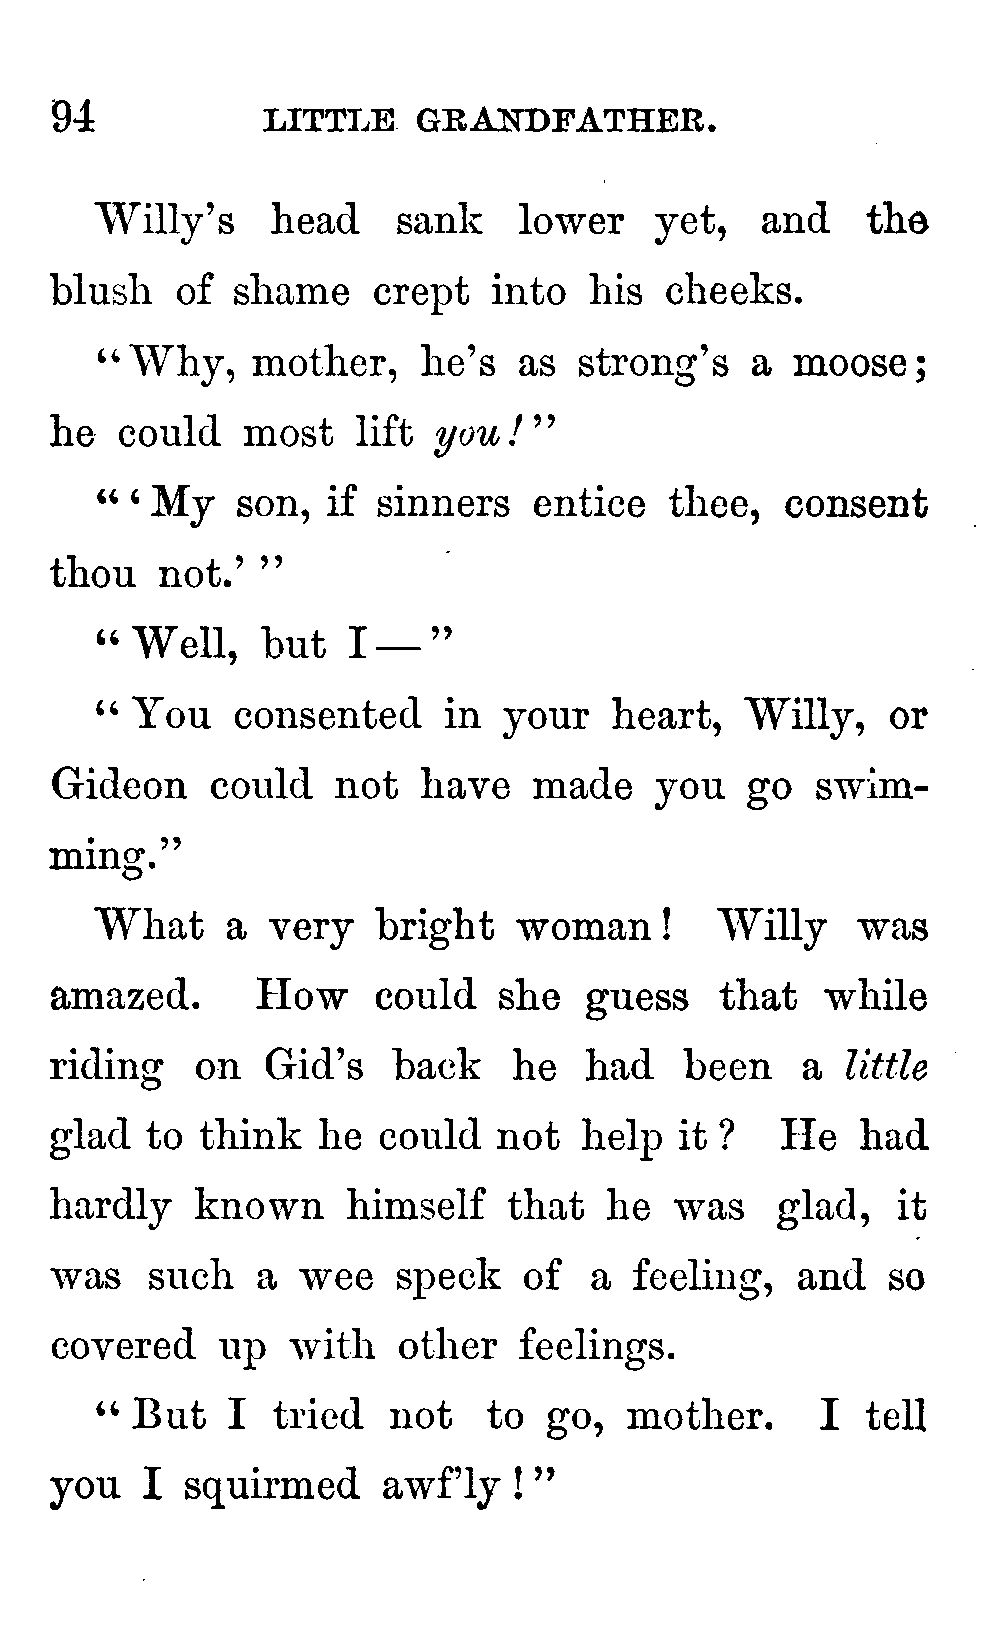 94 LITTLE GRANDFATHER.
Willy's head sank lower yet, and the
blush of shame crept into his cheeks.
"Why, mother, he's as strong's a moose;
he could most lift you!"
"'My son, if sinners entice thee, consent
thou not.'"
"Well, but I—"
"You consented in your heart, Willy, or
Gideon could not have made you go swim-
ming."
What a very bright woman! Willy was
amazed. How could she guess that while
riding on Gid's back he had been a little
glad to think he could not help it? He had
hardly known himself that he was glad, it
was such a wee speck of a feeling, and so
covered up with other feelings.
"But I tried not to go, mother. I tell
you I squirmed awf'ly!"